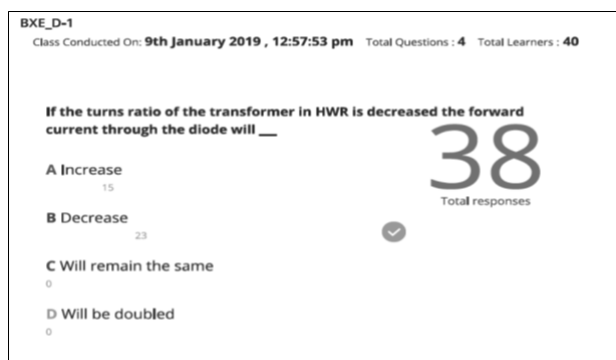 BXE_D-1
Class Conducted On: 9th January 2019 , 12:57:53 pm Total Questions : 4 Total Learners : 40
If the turns ratio of the transformer in HWR is decreased the forward
current through the diode will __
38
Total responses
A Increase
15
B Decrease
23
C Will remain the same
0
D Will be doubled
0